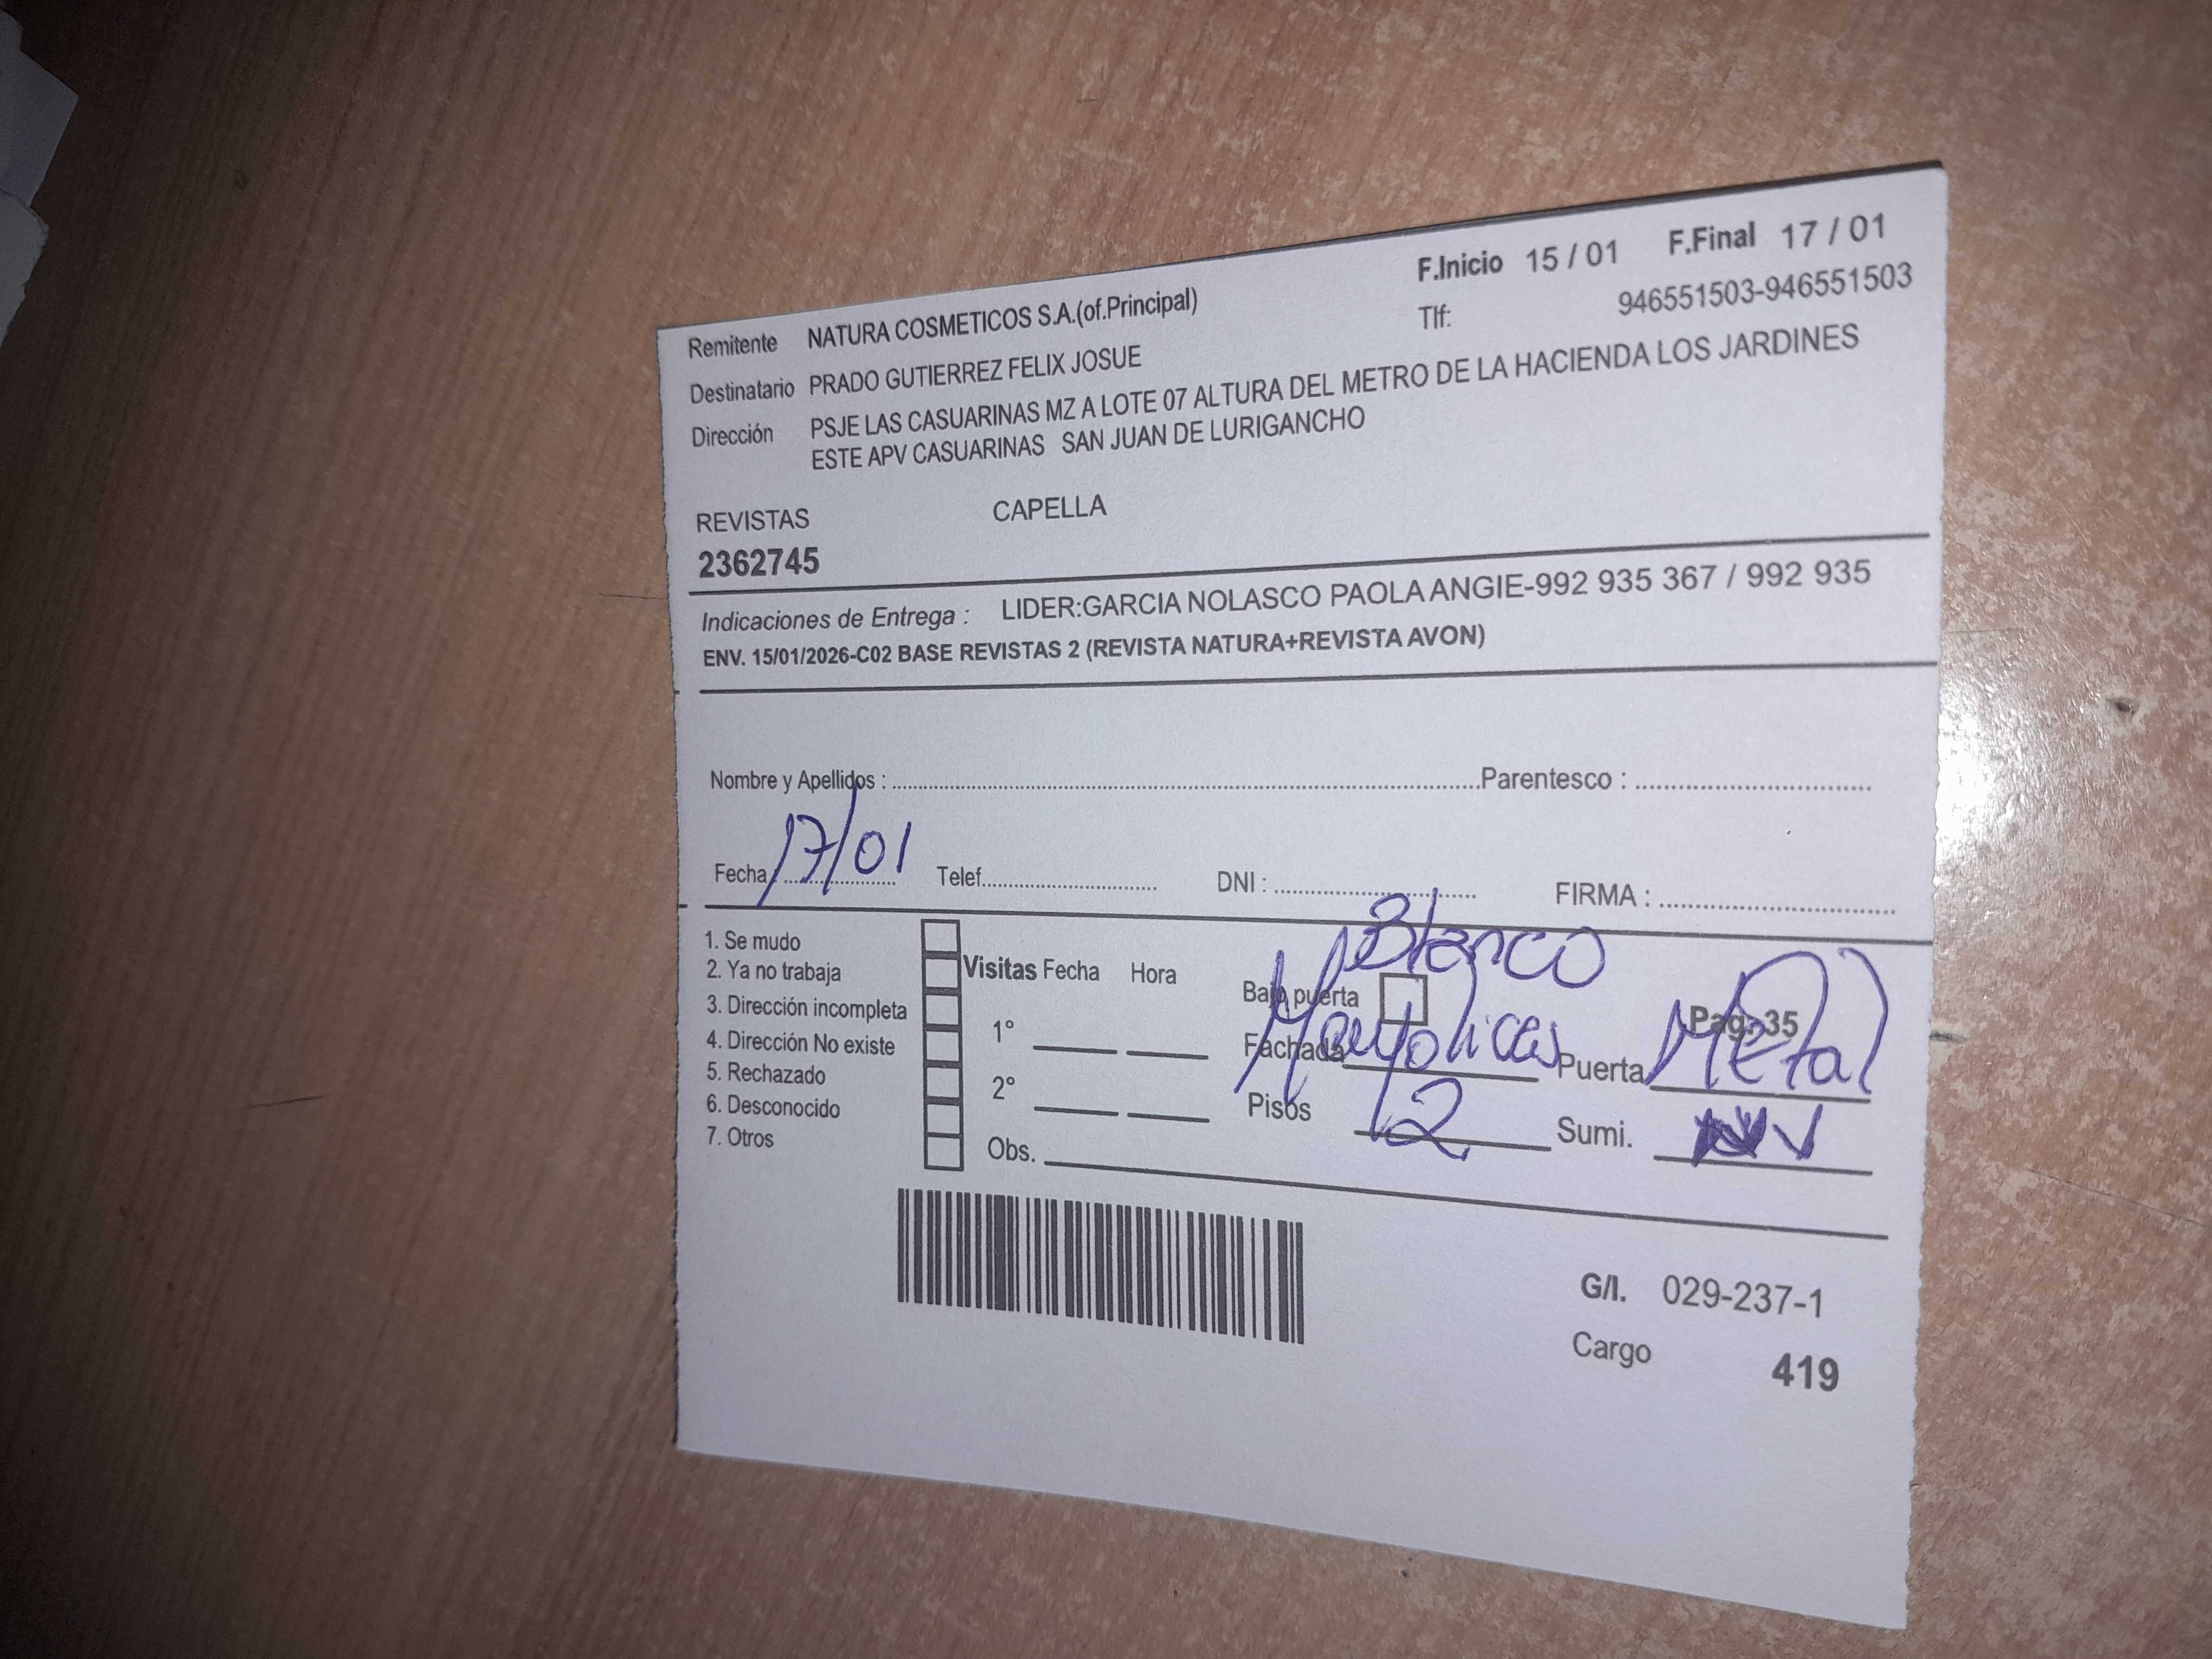 F.Inicio 15 / 01 F.Final 17 / 01
Remitente NATURA COSMETICOS S.A.(of.Principal) Tlf: 946551503-946551503
Destinatario PRADO GUTIERREZ FELIX JOSUE
Dirección PSJE LAS CASUARINAS MZ A LOTE 07 ALTURA DEL METRO DE LA HACIENDA LOS JARDINES
ESTE APV CASUARINAS SAN JUAN DE LURIGANCHO
REVISTAS CAPELLA
2362745
Indicaciones de Entrega : LIDER:GARCIA NOLASCO PAOLA ANGIE-992 935 367 / 992 935
ENV. 15/01/2026-C02 BASE REVISTAS 2 (REVISTA NATURA+REVISTA AVON)
Nombre y Apellidos : Parentesco :
Fecha : 17/01 Telef. DNI : FIRMA :
Blanco
1. Se mudo
2. Ya no trabaja
3. Dirección incompleta
4. Dirección No existe
5. Rechazado
6. Desconocido
7. Otros
Visitas Fecha Hora
1°
2°
Obs.
Bajo puerta Pag: 35
Fachada Mayolicas Puerta Metal
Pisos 2 Sumi.
G/I. 029-237-1
Cargo 419